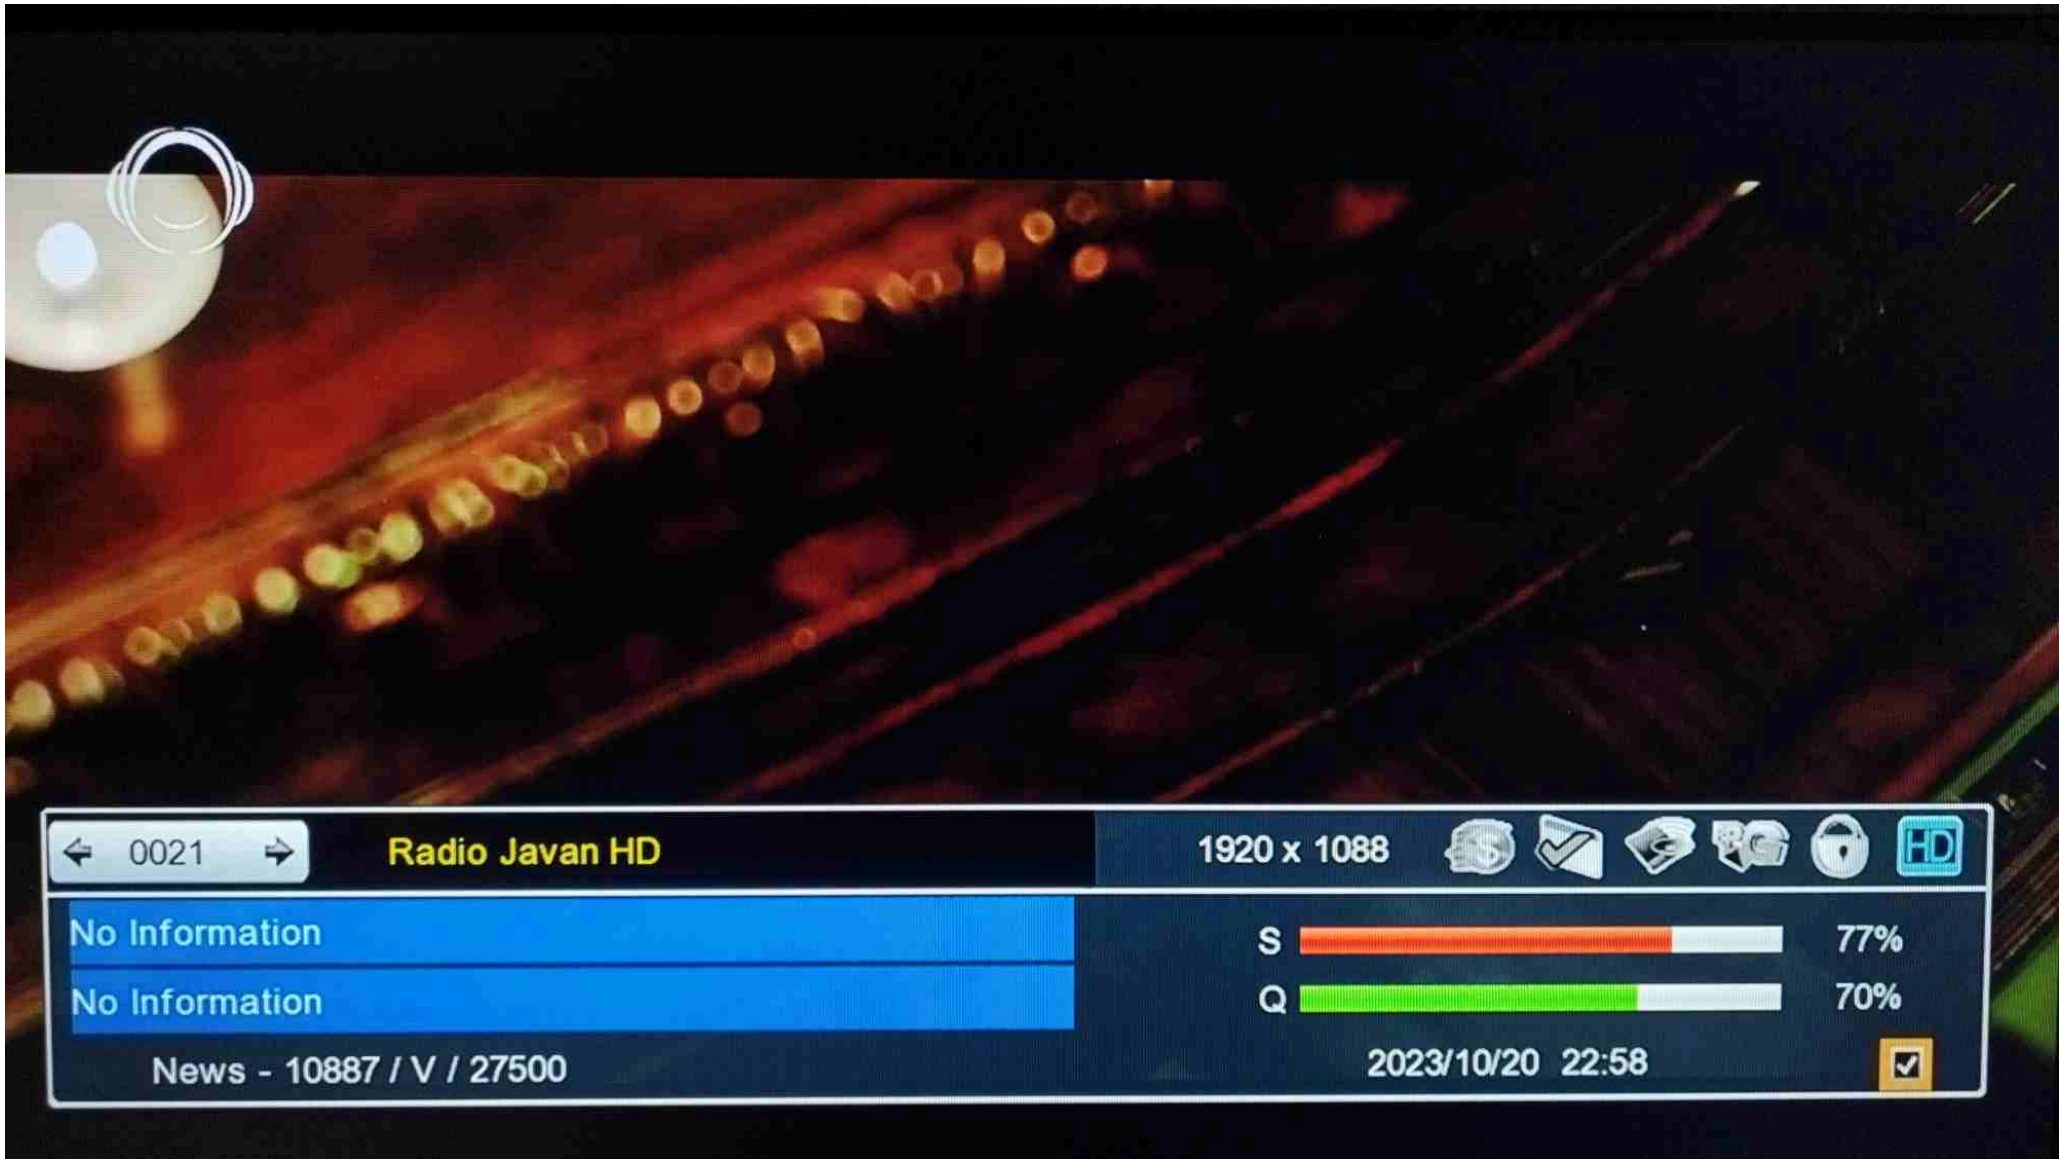 0021
Radio Javan HD
1920 x 1088
HD
No Information
S 77%
No Information
Q 70%
News - 10887 / V / 27500
2023/10/20 22:58